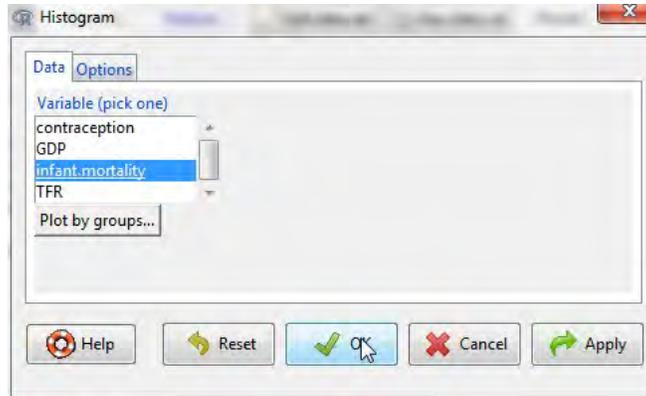 Histogram
Data Options
Variable (pick one)
contraception
GDP
infant.mortality
TFR
Plot by groups...
Help Reset OK Cancel Apply